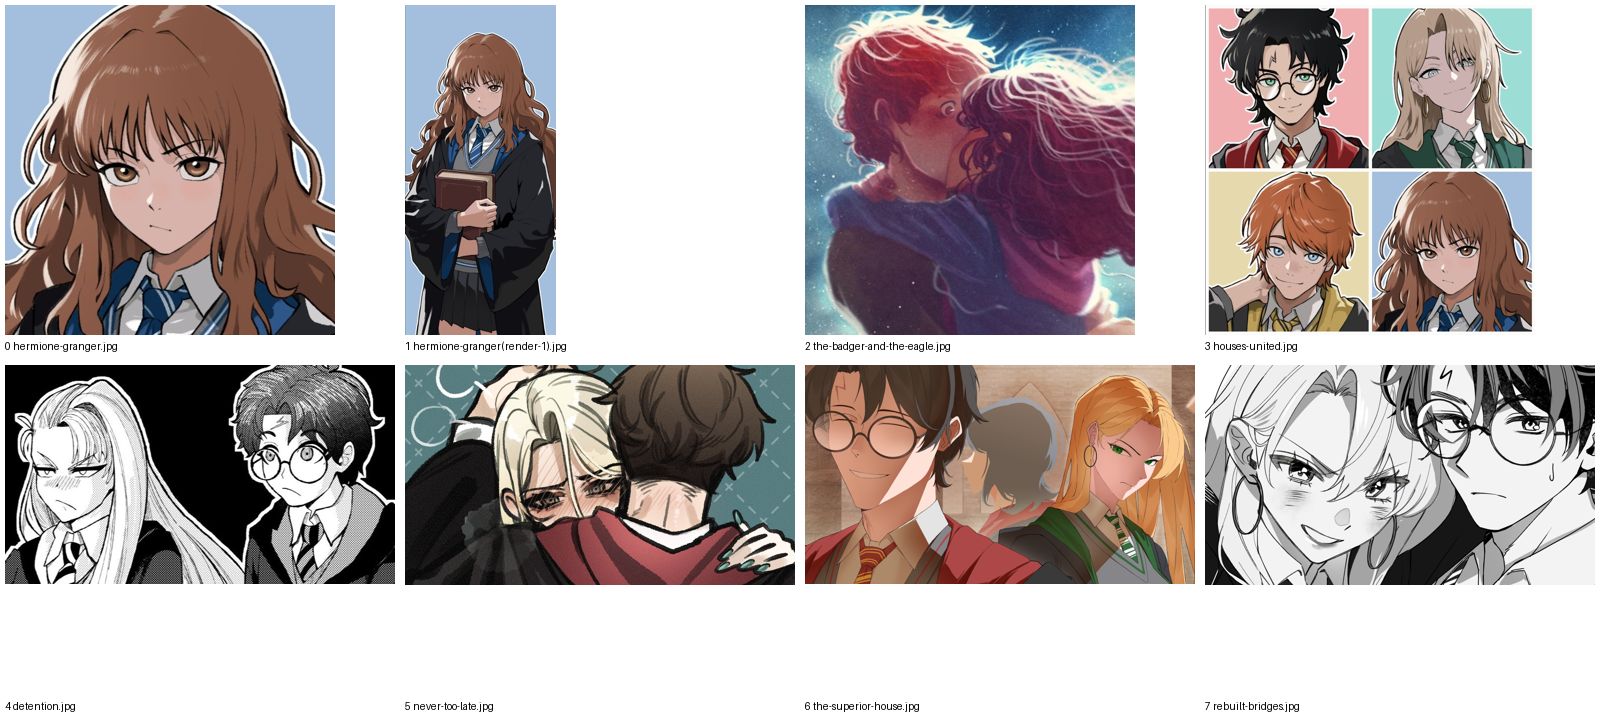 0 hermione-granger.jpg
1 hermione-granger(render-1).jpg
2 the-badger-and-the-eagle.jpg
3 houses-united.jpg
4 detention.jpg
5 never-too-late.jpg
6 the-superior-house.jpg
7 rebuilt-bridges.jpg